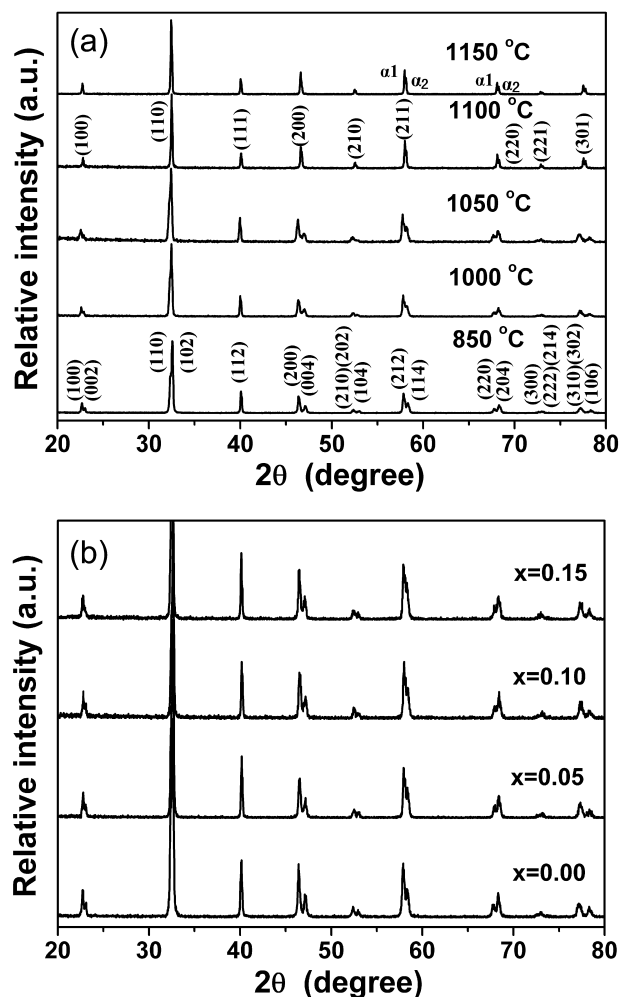 (a)
Relative intensity (a.u.)
1150 °C
α1 α2 α1 α2
1100 °C
(100) (110) (111) (200) (210) (211) (220) (221) (301)
1050 °C
1000 °C
850 °C
(100) (002) (110) (102) (112) (200) (004) (210)(202) (104) (212) (114) (220) (204) (300) (222)(214) (310)(302) (106)
20 30 40 50 60 70 80
2θ (degree)
(b)
Relative intensity (a.u.)
x=0.15
x=0.10
x=0.05
x=0.00
20 30 40 50 60 70 80
2θ (degree)